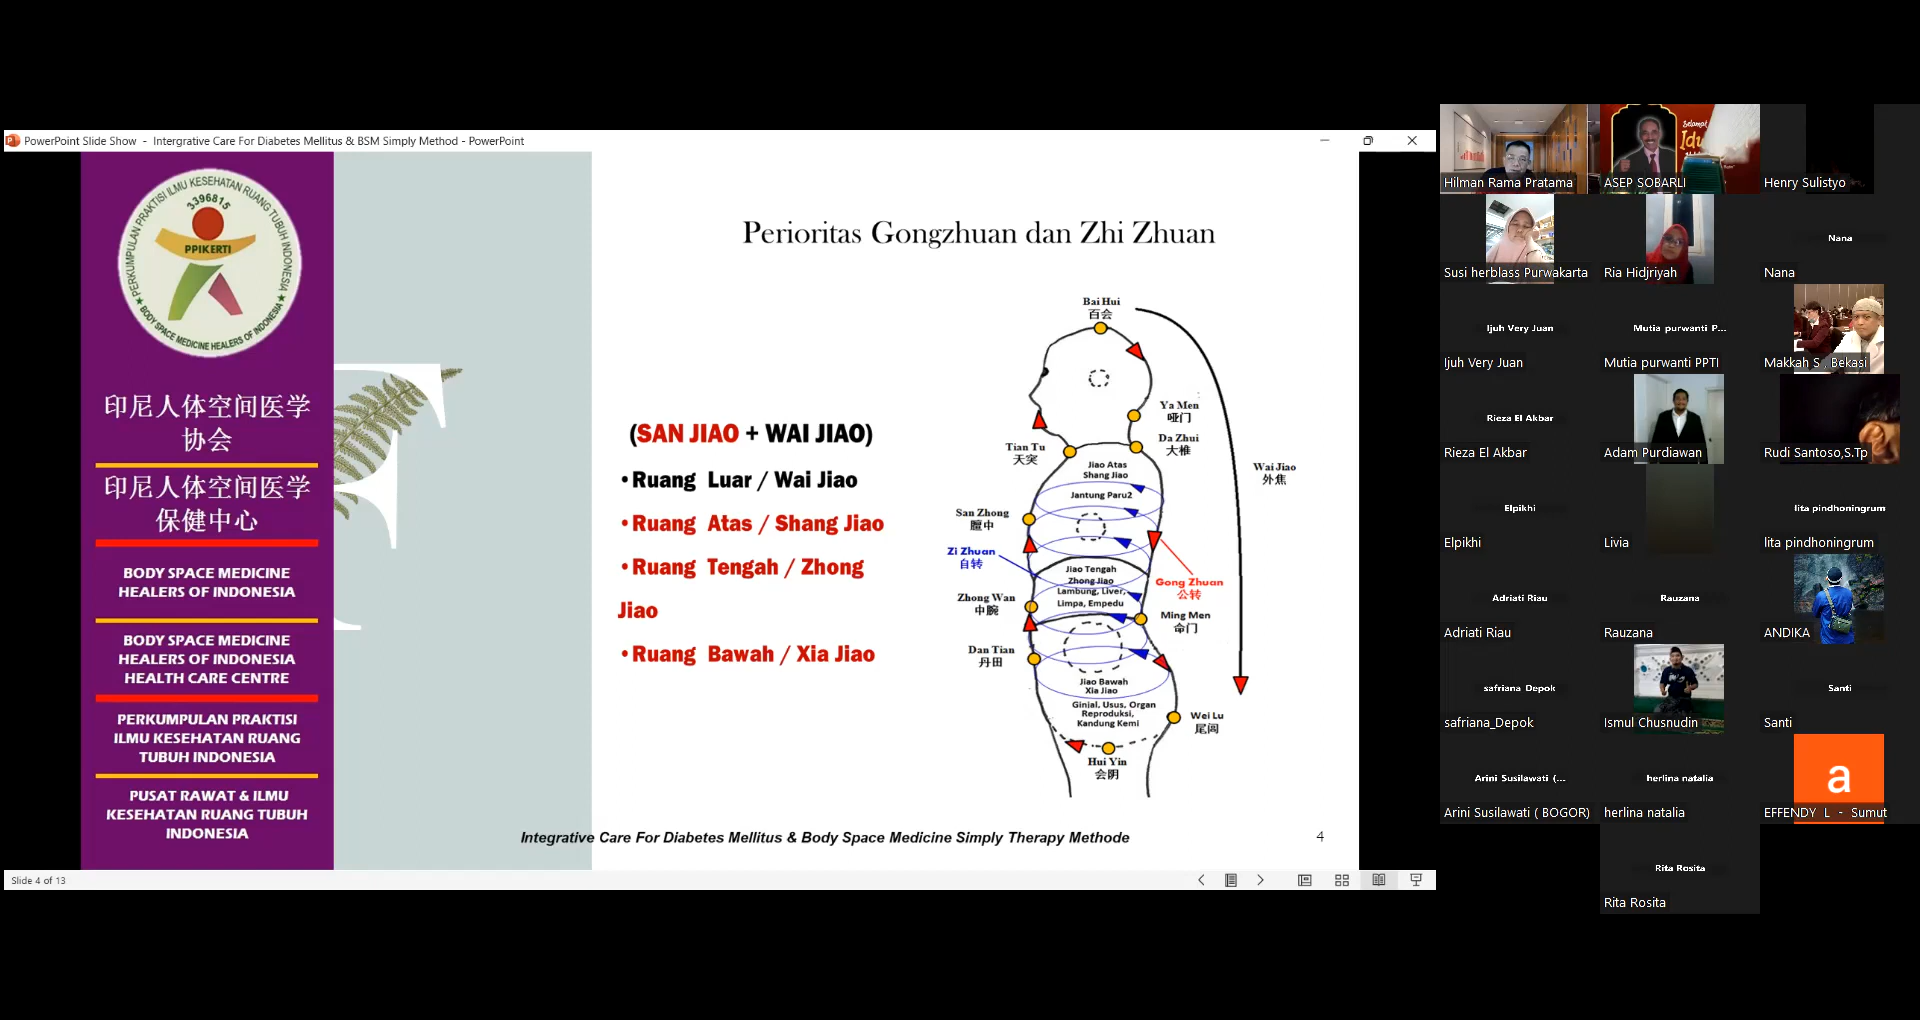 PowerPoint Slide Show - Intergrative Care For Diabetes Mellitus & BSM Simply Method - PowerPoint
PERKUMPULAN PRAKTISI ILMU KESEHATAN RUANG TUBUH INDONESIA
3396815
PPIKERTI
★ BODY SPACE MEDICINE HEALERS OF INDONESIA ★
印尼人体空间医学
协会
印尼人体空间医学
保健中心
BODY SPACE MEDICINE
HEALERS OF INDONESIA
BODY SPACE MEDICINE
HEALERS OF INDONESIA
HEALTH CARE CENTRE
PERKUMPULAN PRAKTISI
ILMU KESEHATAN RUANG
TUBUH INDONESIA
PUSAT RAWAT & ILMU
KESEHATAN RUANG TUBUH
INDONESIA
F
Perioritas Gongzhuan dan Zhi Zhuan
(SAN JIAO + WAI JIAO)
•Ruang Luar / Wai Jiao
•Ruang Atas / Shang Jiao
•Ruang Tengah / Zhong
Jiao
•Ruang Bawah / Xia Jiao
Bai Hui
百会
Ya Men
哑门
Da Zhui
大椎
Tian Tu
天突
Jiao Atas
Shang Jiao
Wai Jiao
外焦
Jantung Paru2
San Zhong
膻中
Zi Zhuan
自转
Jiao Tengah
Zhong Jiao
Lambung, Liver,
Limpa, Empedu
Gong Zhuan
公转
Zhong Wan
中腕
Ming Men
命门
Dan Tian
丹田
Jiao Bawah
Xia Jiao
Ginjal, Usus, Organ
Reproduksi,
Kandung Kemi
Wei Lu
尾闾
Hui Yin
会阴
Integrative Care For Diabetes Mellitus & Body Space Medicine Simply Therapy Methode
4
Slide 4 of 13
Hilman Rama Pratama
Selamat
Idu
ASEP SOBARLI
Henry Sulistyo
Susi herblass Purwakarta
Ria Hidjriyah
Nana
Nana
Ijuh Very Juan
Ijuh Very Juan
Mutia purwanti P...
Mutia purwanti PPTI
Makkah S , Bekasi
Rieza El Akbar
Rieza El Akbar
Adam Purdiawan
Rudi Santoso,S.Tp
Elpikhi
Elpikhi
Livia
lita pindhoningrum
lita pindhoningrum
Adriati Riau
Adriati Riau
Rauzana
Rauzana
ANDIKA
safriana_Depok
safriana_Depok
Ismul Chusnudin
Santi
Santi
Arini Susilawati (...
Arini Susilawati ( BOGOR)
herlina natalia
herlina natalia
a
EFFENDY L - Sumut
Rita Rosita
Rita Rosita